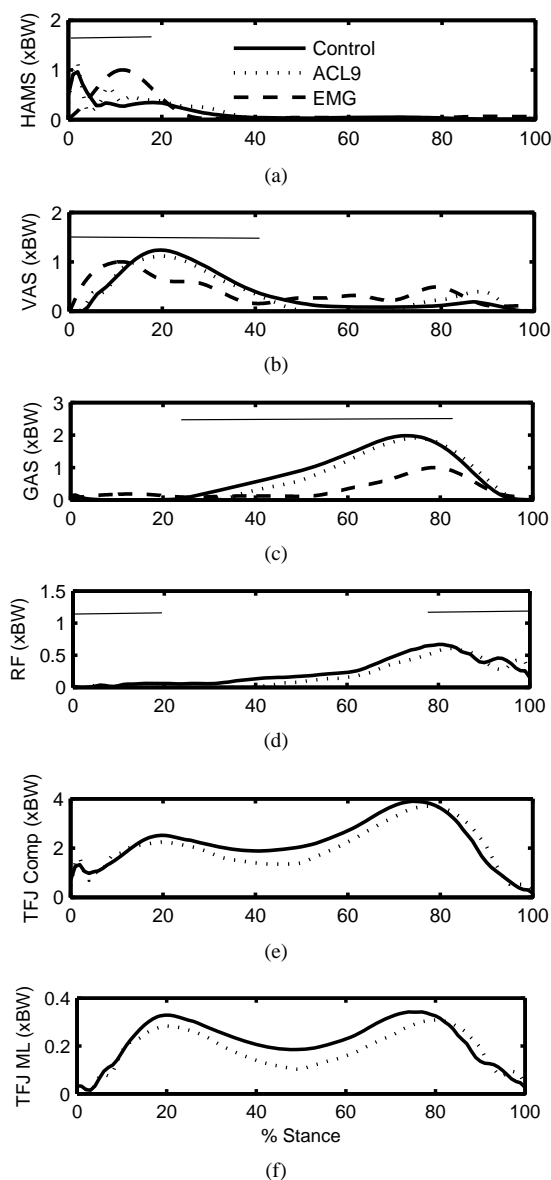 2
1
0
HAMS (xBW)
Control
ACL9
EMG
0 20 40 60 80 100
(a)
2
1
0
VAS (xBW)
0 20 40 60 80 100
(b)
3
2
1
0
GAS (xBW)
0 20 40 60 80 100
(c)
1.5
1
0.5
0
RF (xBW)
0 20 40 60 80 100
(d)
4
2
0
TFJ Comp (xBW)
0 20 40 60 80 100
(e)
0.4
0.2
0
TFJ ML (xBW)
0 20 40 60 80 100
% Stance
(f)